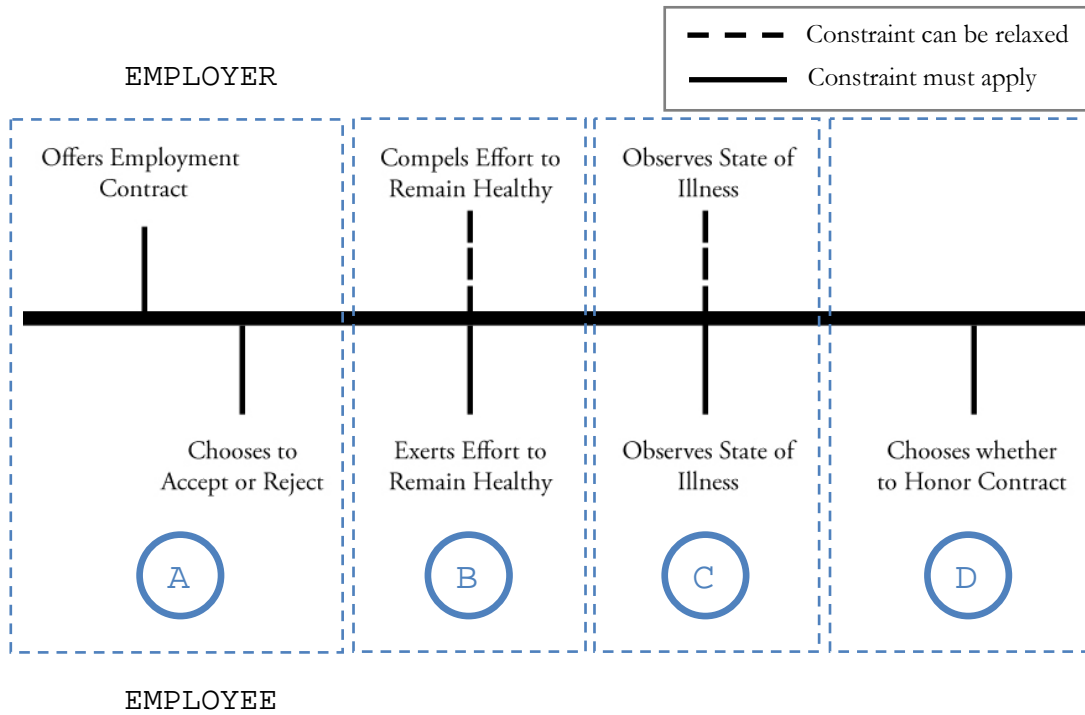 Constraint can be relaxed
Constraint must apply
EMPLOYER
Offers Employment
Contract
Compels Effort to
Remain Healthy
Observes State of
Illness
Chooses to
Accept or Reject
Exerts Effort to
Remain Healthy
Observes State of
Illness
Chooses whether
to Honor Contract
A
B
C
D
EMPLOYEE